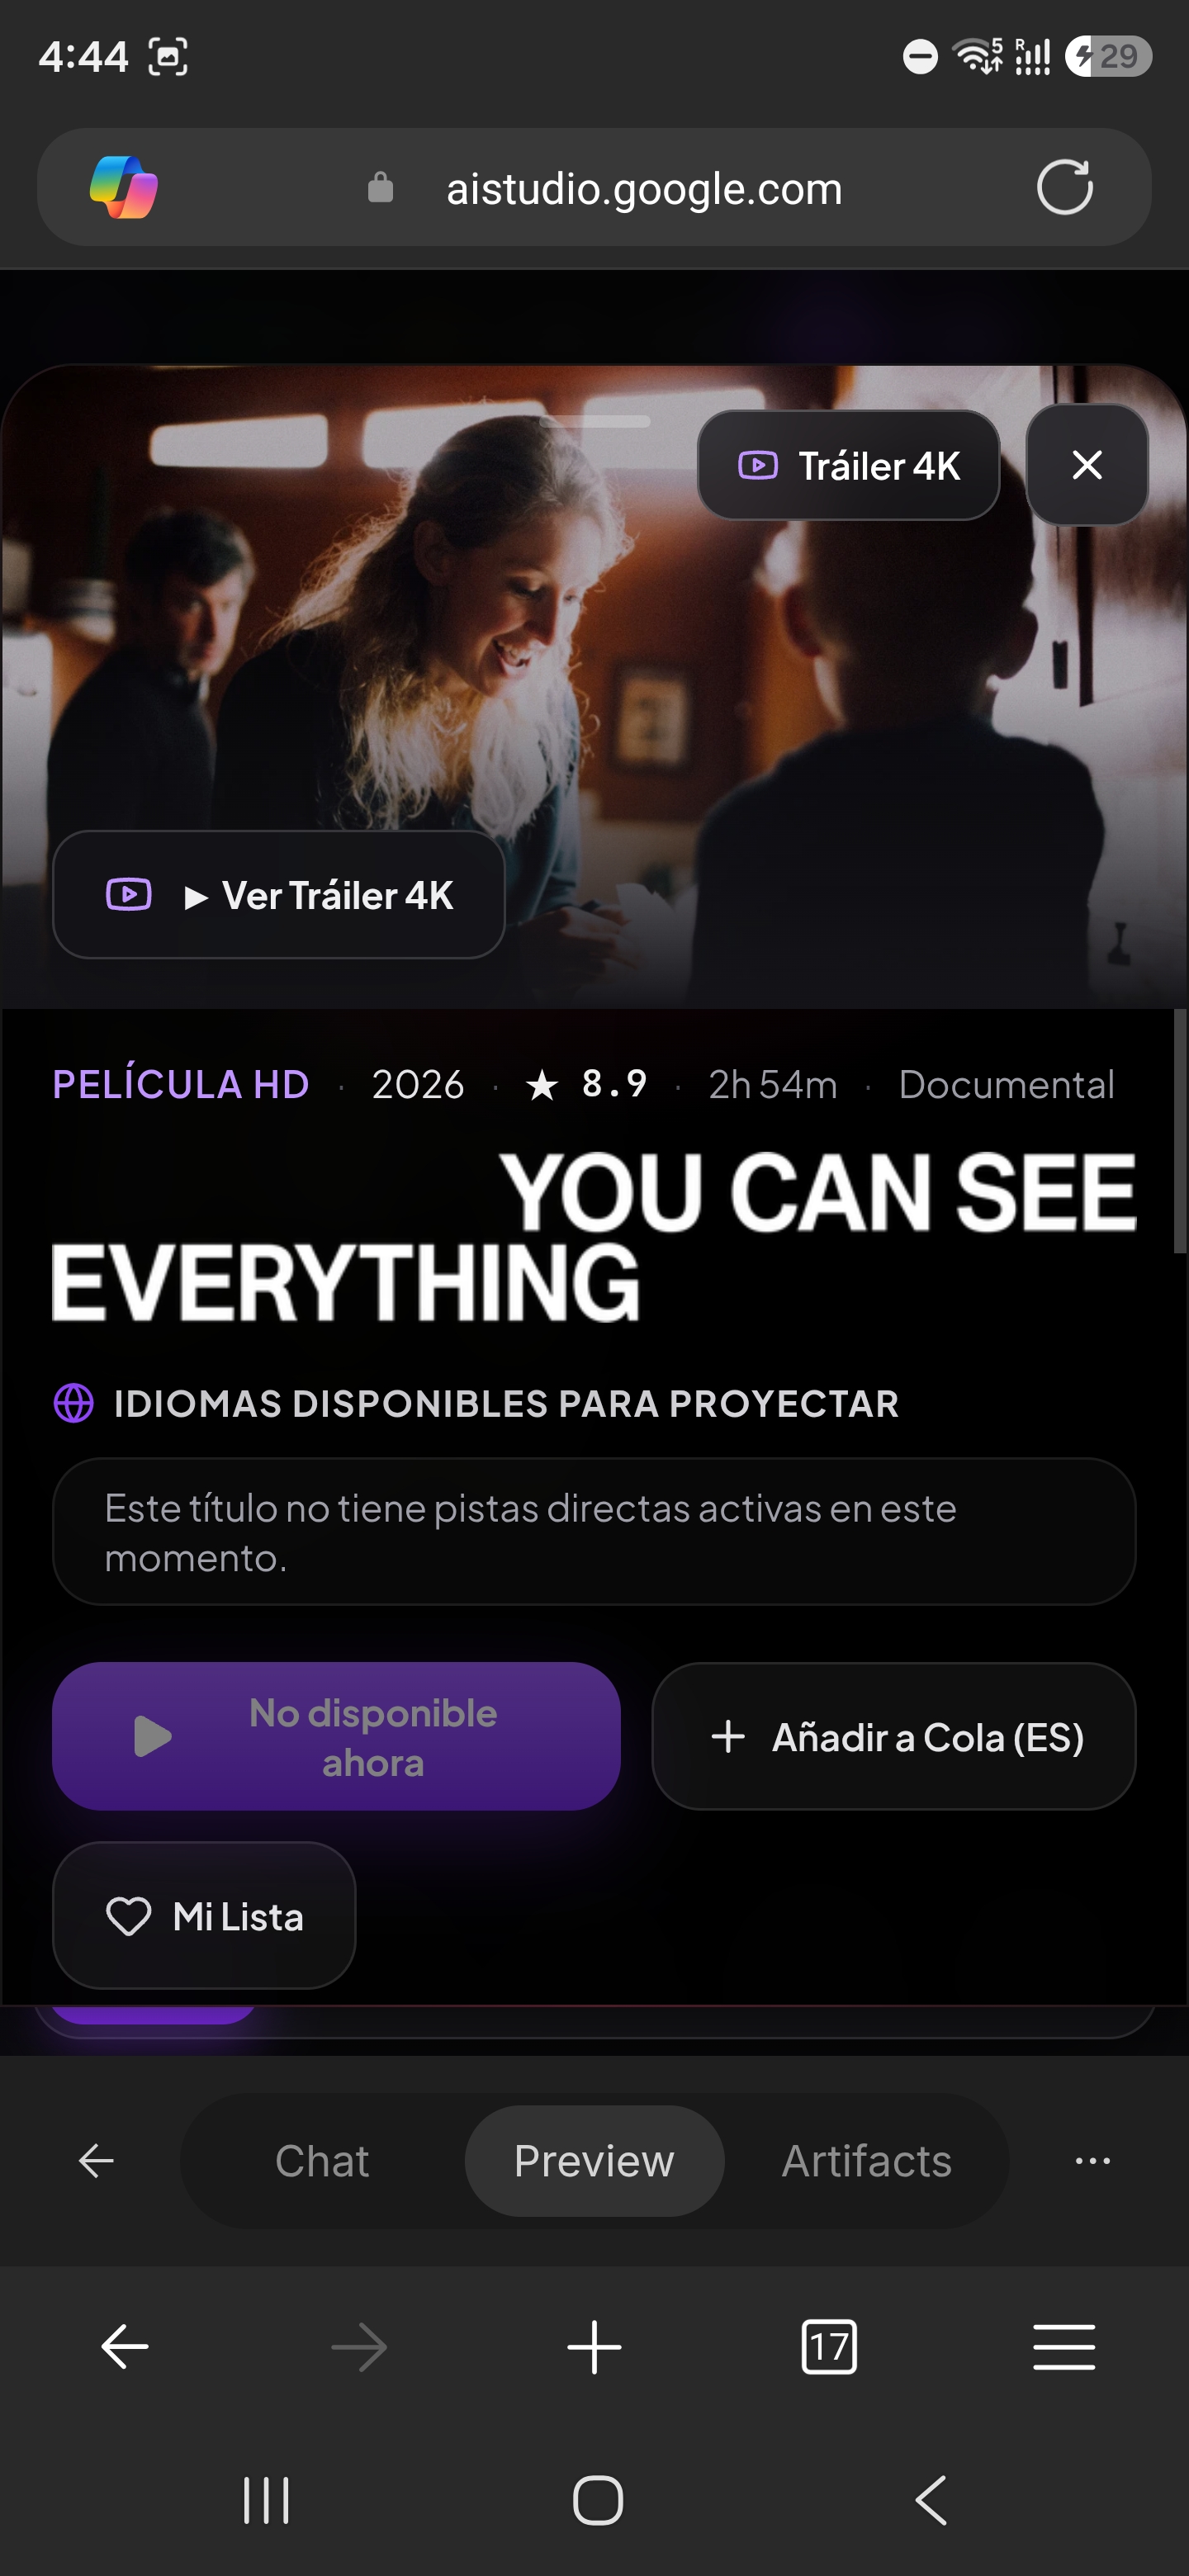 4:44
5
R
29
aistudio.google.com
Tráiler 4K
▶ Ver Tráiler 4K
PELÍCULA HD · 2026 · ★ 8.9 · 2h 54m · Documental
YOU CAN SEE
EVERYTHING
IDIOMAS DISPONIBLES PARA PROYECTAR
Este título no tiene pistas directas activas en este
momento.
No disponible
ahora
Añadir a Cola (ES)
Mi Lista
Chat
Preview
Artifacts
17